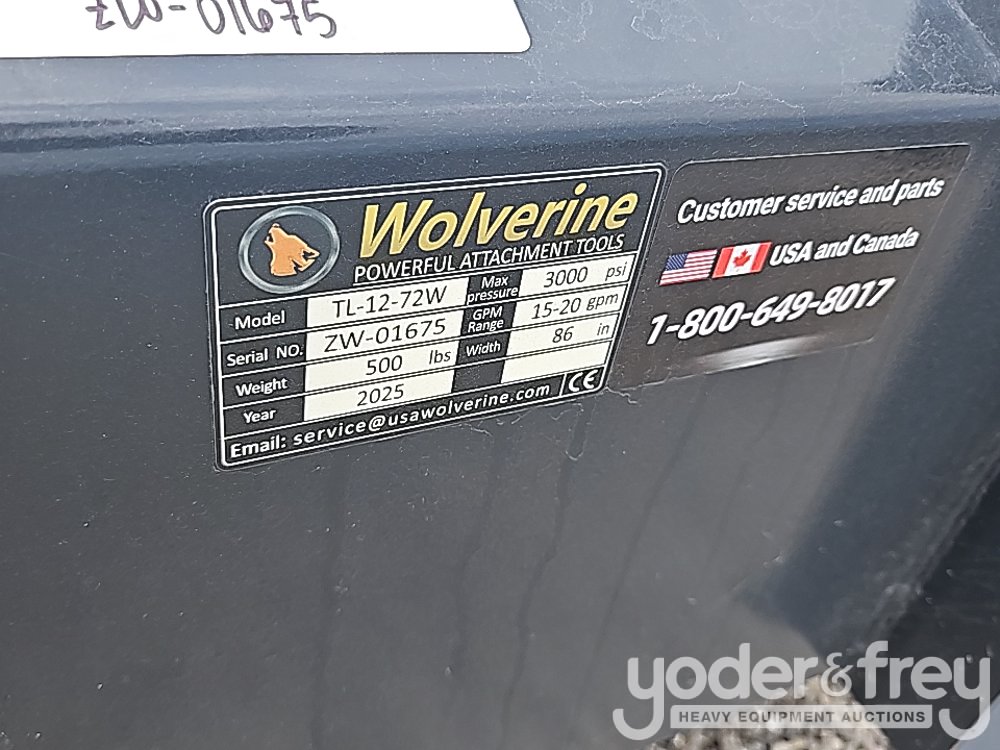 ZW-01675
Wolverine
POWERFUL ATTACHMENT TOOLS
Model TL-12-72W Max pressure 3000 psi
Serial NO. ZW-01675 GPM Range 15-20 gpm
Weight 500 lbs Width 86 in
Year 2025
Email: service@usawolverine.com CE
Customer service and parts
USA and Canada
1-800-649-8017
yoder&frey
HEAVY EQUIPMENT AUCTIONS